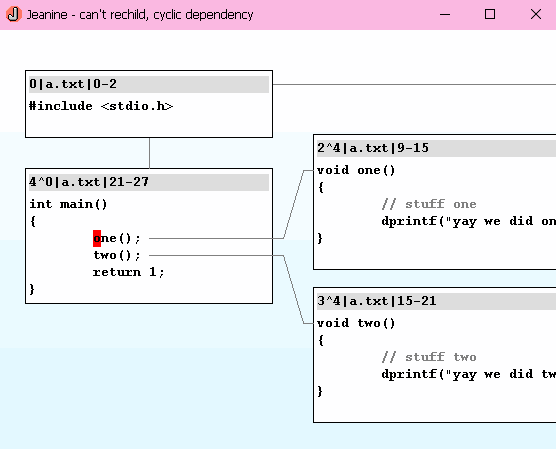 Jeanine - can't rechild, cyclic dependency
0|a.txt|0-2
#include <stdio.h>
4^0|a.txt|21-27
int main()
{
one();
two();
return 1;
}
2^4|a.txt|9-15
void one()
{
// stuff one
dprintf("yay we did on
}
3^4|a.txt|15-21
void two()
{
// stuff two
dprintf("yay we did tw
}